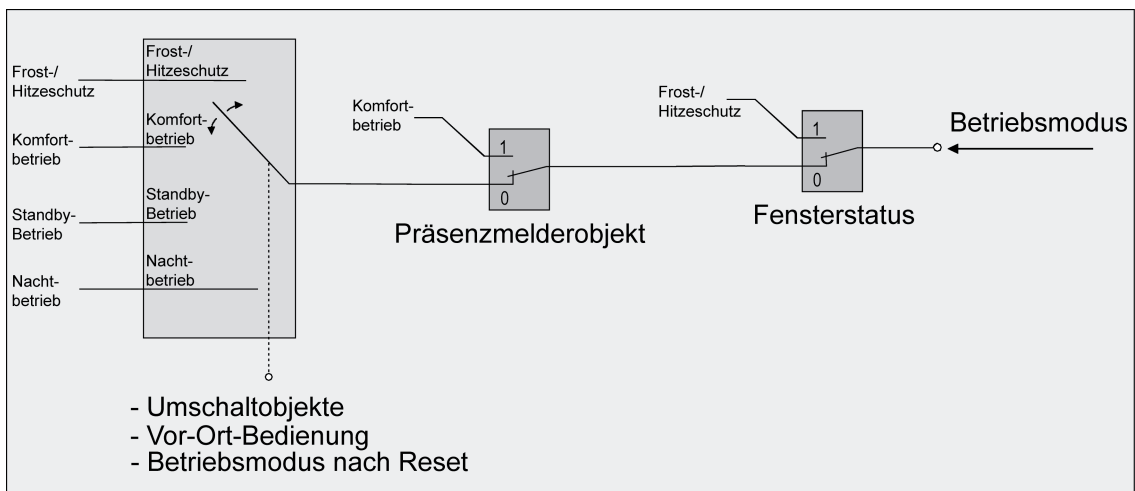 Frost-/
Hitzeschutz
Komfort-
betrieb
Standby-
Betrieb
Nacht-
betrieb
Frost-/
Hitzeschutz
Komfort-
betrieb
Standby-
Betrieb
Nacht-
betrieb
- Umschaltobjekte
- Vor-Ort-Bedienung
- Betriebsmodus nach Reset
Komfort-
betrieb
1
0
Präsenzmelderobjekt
Frost-/
Hitzeschutz
1
0
Fensterstatus
Betriebsmodus